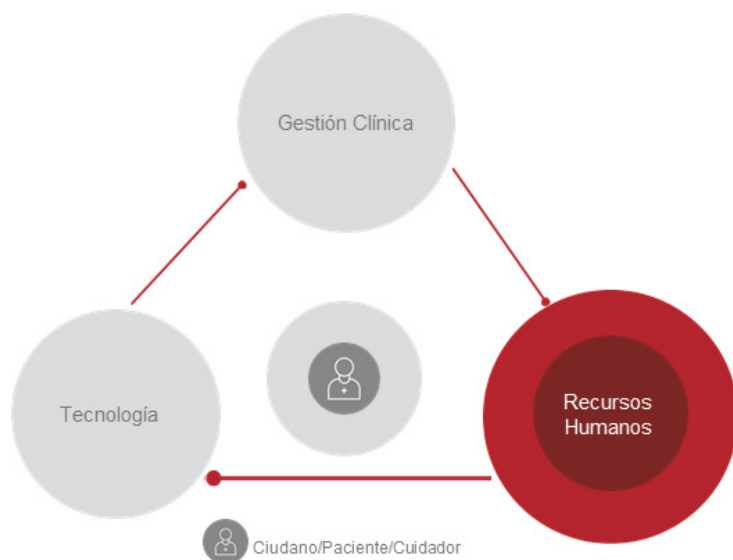 Gestión Clínica
Tecnología
Recursos
Humanos
Ciudano/Paciente/Cuidador